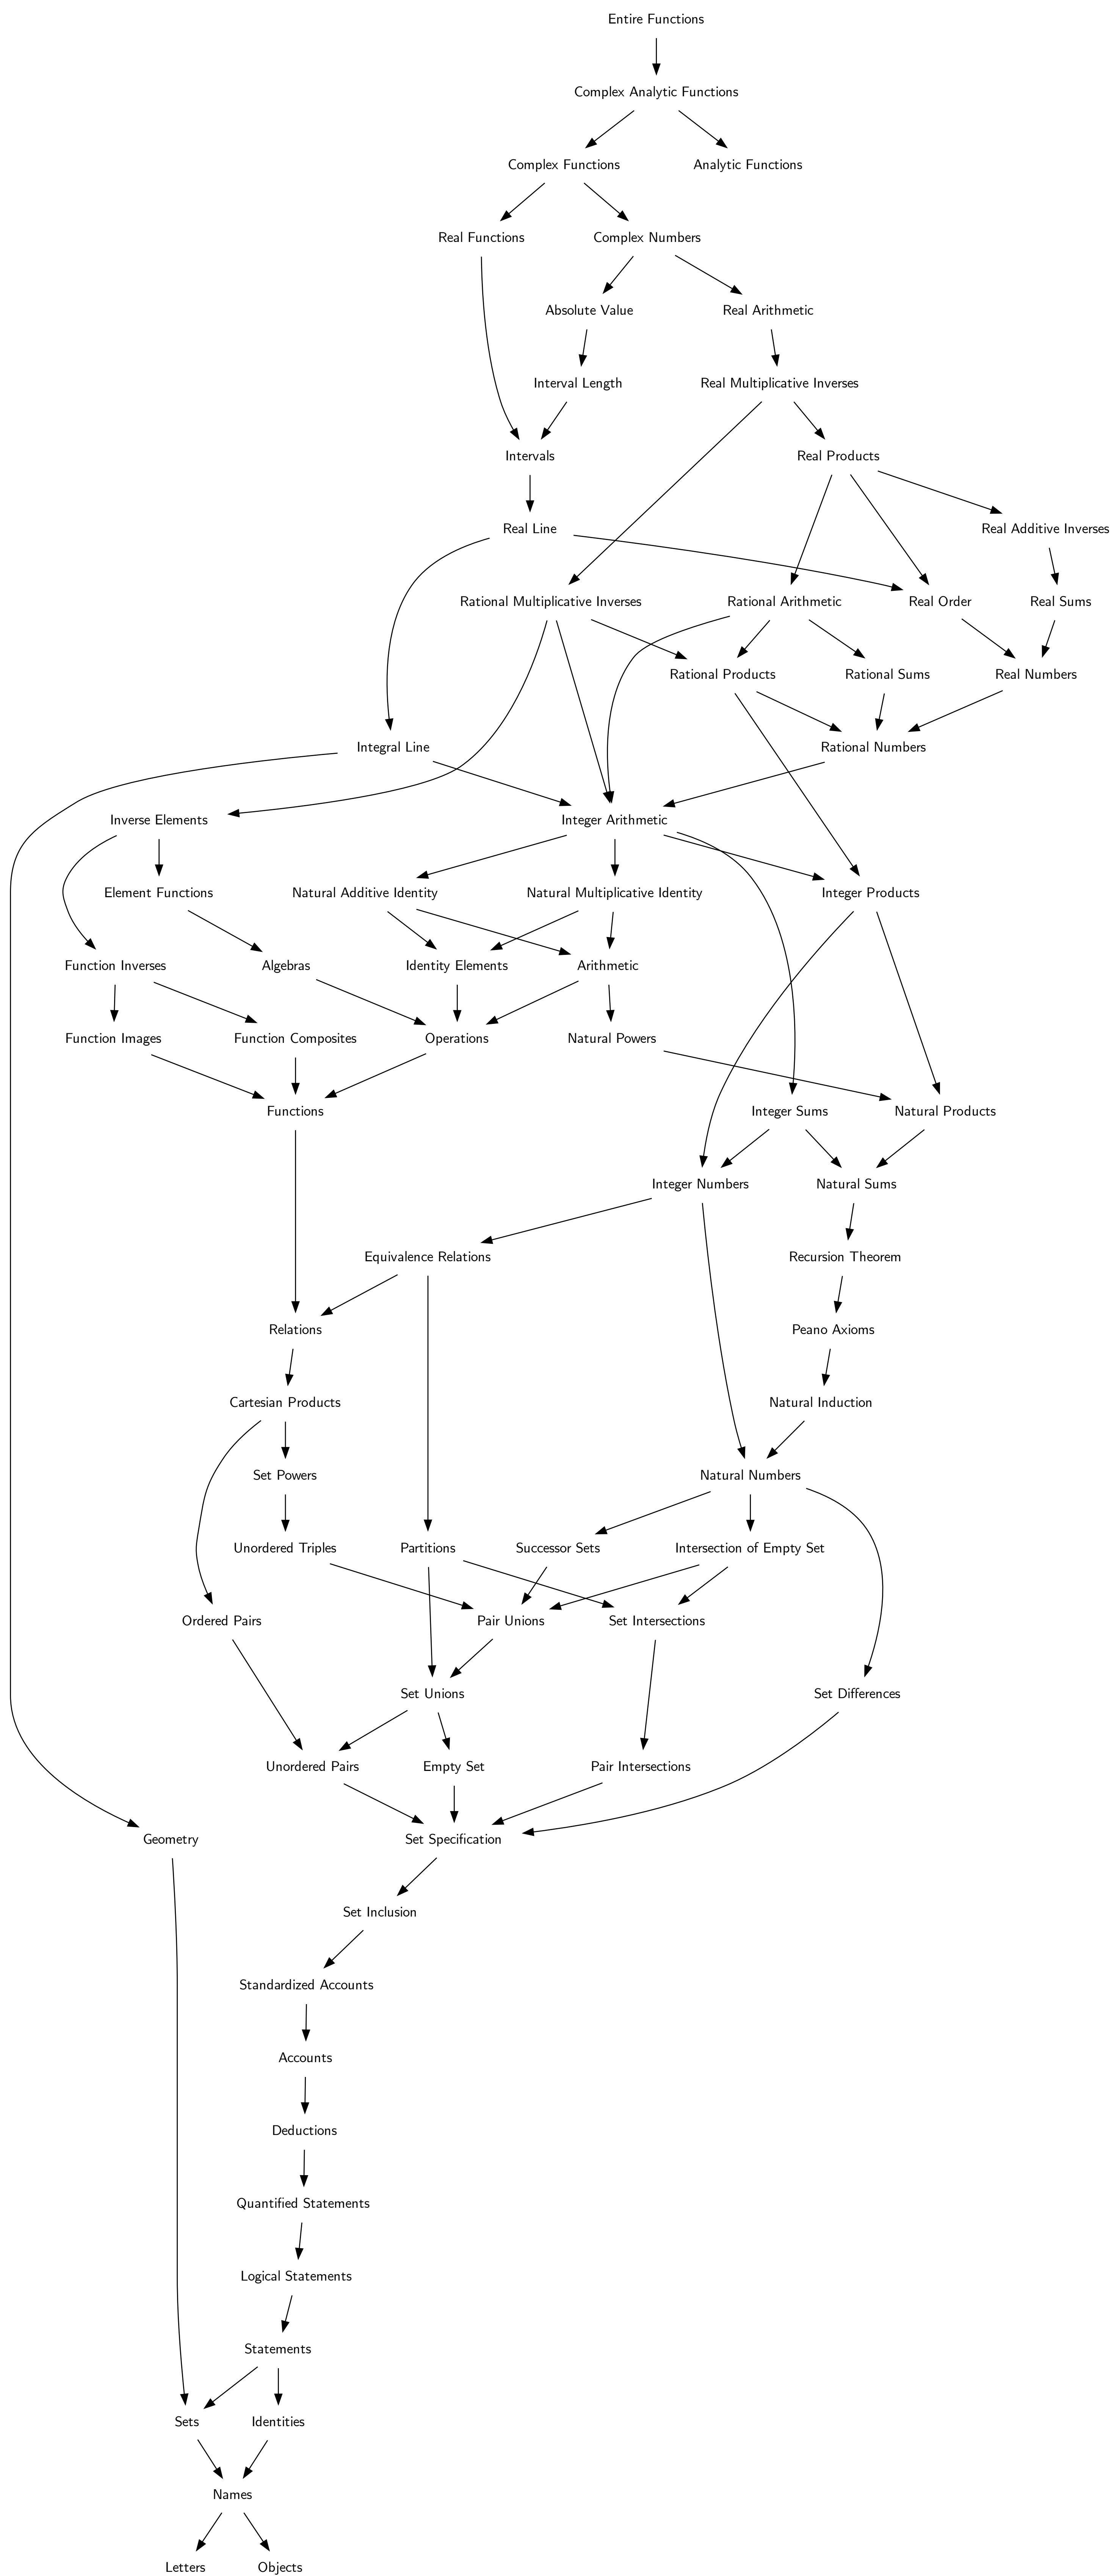 Entire Functions
Complex Analytic Functions
Complex Functions
Analytic Functions
Real Functions
Complex Numbers
Absolute Value
Real Arithmetic
Interval Length
Real Multiplicative Inverses
Intervals
Real Products
Real Line
Real Additive Inverses
Rational Multiplicative Inverses
Rational Arithmetic
Real Order
Real Sums
Rational Products
Rational Sums
Real Numbers
Integral Line
Rational Numbers
Inverse Elements
Integer Arithmetic
Element Functions
Natural Additive Identity
Natural Multiplicative Identity
Integer Products
Function Inverses
Algebras
Identity Elements
Arithmetic
Function Images
Function Composites
Operations
Natural Powers
Functions
Integer Sums
Natural Products
Integer Numbers
Natural Sums
Equivalence Relations
Recursion Theorem
Relations
Peano Axioms
Cartesian Products
Natural Induction
Set Powers
Natural Numbers
Unordered Triples
Partitions
Successor Sets
Intersection of Empty Set
Ordered Pairs
Pair Unions
Set Intersections
Set Unions
Set Differences
Unordered Pairs
Empty Set
Pair Intersections
Geometry
Set Specification
Set Inclusion
Standardized Accounts
Accounts
Deductions
Quantified Statements
Logical Statements
Statements
Sets
Identities
Names
Letters
Objects